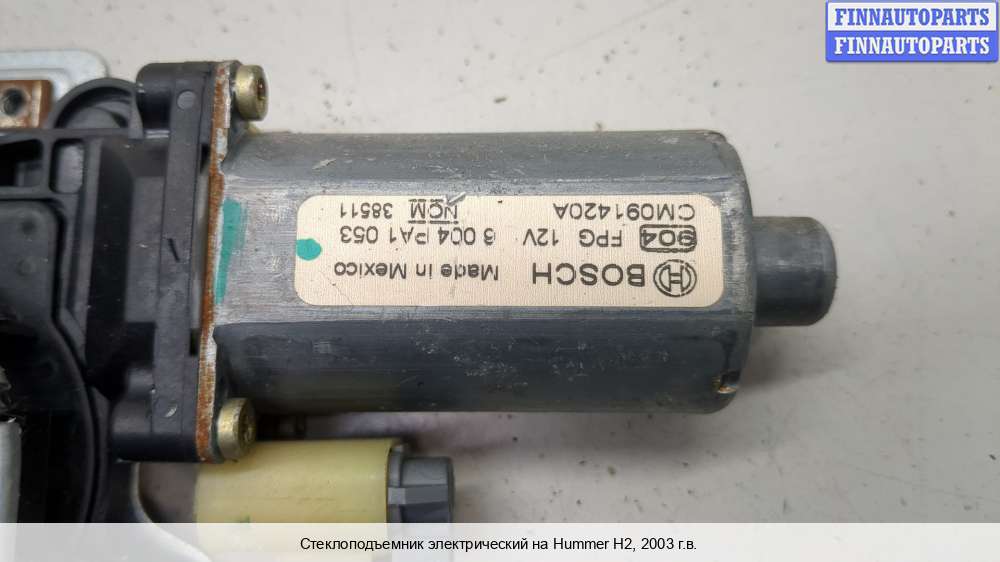 FINNAUTOPARTS
FINNAUTOPARTS
BOSCH Made in Mexico
904 FPG 12V 6 004 PA1 053
CM091420A NCM 38511
Стеклоподъемник электрический на Hummer H2, 2003 г.в.